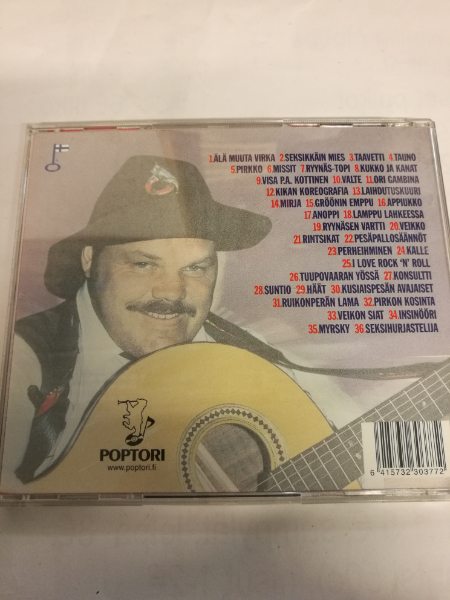 1.ÄLÄ MUUTA VIRKA 2.SEKSIKKÄIN MIES 3.TAAVETTI 4.TAUNO
5.PIRKKO 6.MISSIT 7.RYYNÄS-TOPI 8.KUKKO JA KANAT
9.VISA P.A. KOTTINEN 10.VALTE 11.ORI GAMBINA
12.KIKAN KOREOGRAFIA 13.LAIHDUTUSKUURI
14.MIRJA 15.GRÖÖNIN EMPPU 16.APPIUKKO
17.ANOPPI 18.LAMPPU LAHKEESSA
19.RYYNÄSEN VARTTI 20.VEIKKO
21.RINTSIKAT 22.PESÄPALLOSÄÄNNÖT
23.PERHEIHMINEN 24.KALLE
25.I LOVE ROCK 'N' ROLL
26.TUUPOVAARAN YÖSSÄ 27.KONSULTTI
28.SUNTIO 29.HÄÄT 30.KUSIAISPESÄN AVAJAISET
31.RUIKONPERÄN LAMA 32.PIRKON KOSINTA
33.VEIKON SIAT 34.INSINÖÖRI
35.MYRSKY 36.SEKSIHURJASTELIJA
POPTORI
www.poptori.fi
6 415732 303772